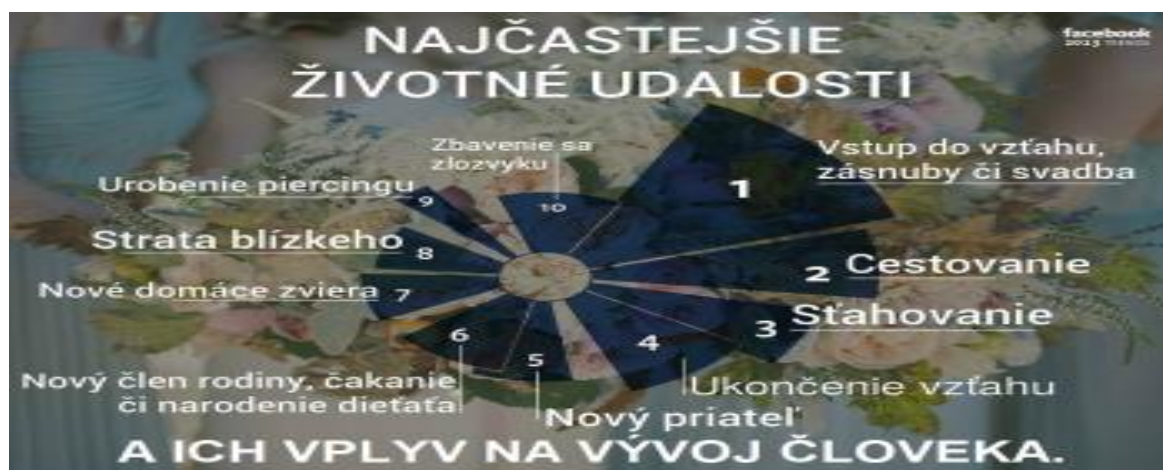 NAJČASTEJŠIE
ŽIVOTNÉ UDALOSTI
facebook
2013 trends
Zbavenie sa
zlozvyku
Vstup do vzťahu,
zásnuby či svadba
1
10
Urobenie piercingu
9
Strata blízkeho
8
2 Cestovanie
Nové domáce zviera 7
3 Sťahovanie
6
5
4
Nový člen rodiny, čakanie
či narodenie dieťaťa
Ukončenie vzťahu
Nový priateľ
A ICH VPLYV NA VÝVOJ ČLOVEKA.